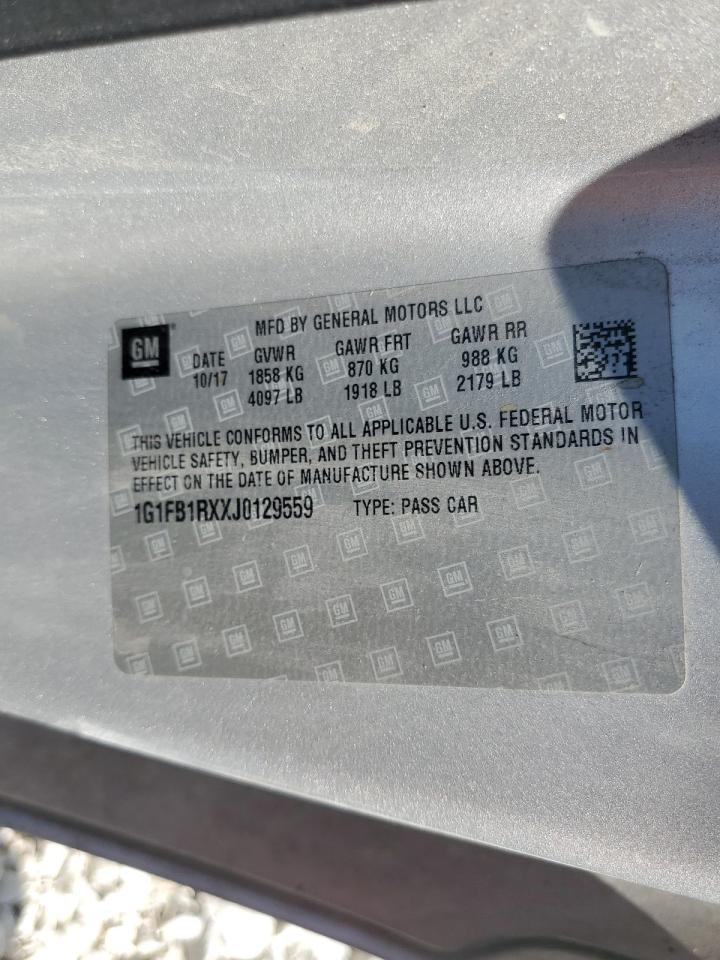 GM
MFD BY GENERAL MOTORS LLC
DATE GVWR GAWR FRT GAWR RR
10/17 1858 KG 870 KG 988 KG
4097 LB 1918 LB 2179 LB
THIS VEHICLE CONFORMS TO ALL APPLICABLE U.S. FEDERAL MOTOR
VEHICLE SAFETY, BUMPER, AND THEFT PREVENTION STANDARDS IN
EFFECT ON THE DATE OF MANUFACTURE SHOWN ABOVE.
1G1FB1RXXJ0129559 TYPE: PASS CAR